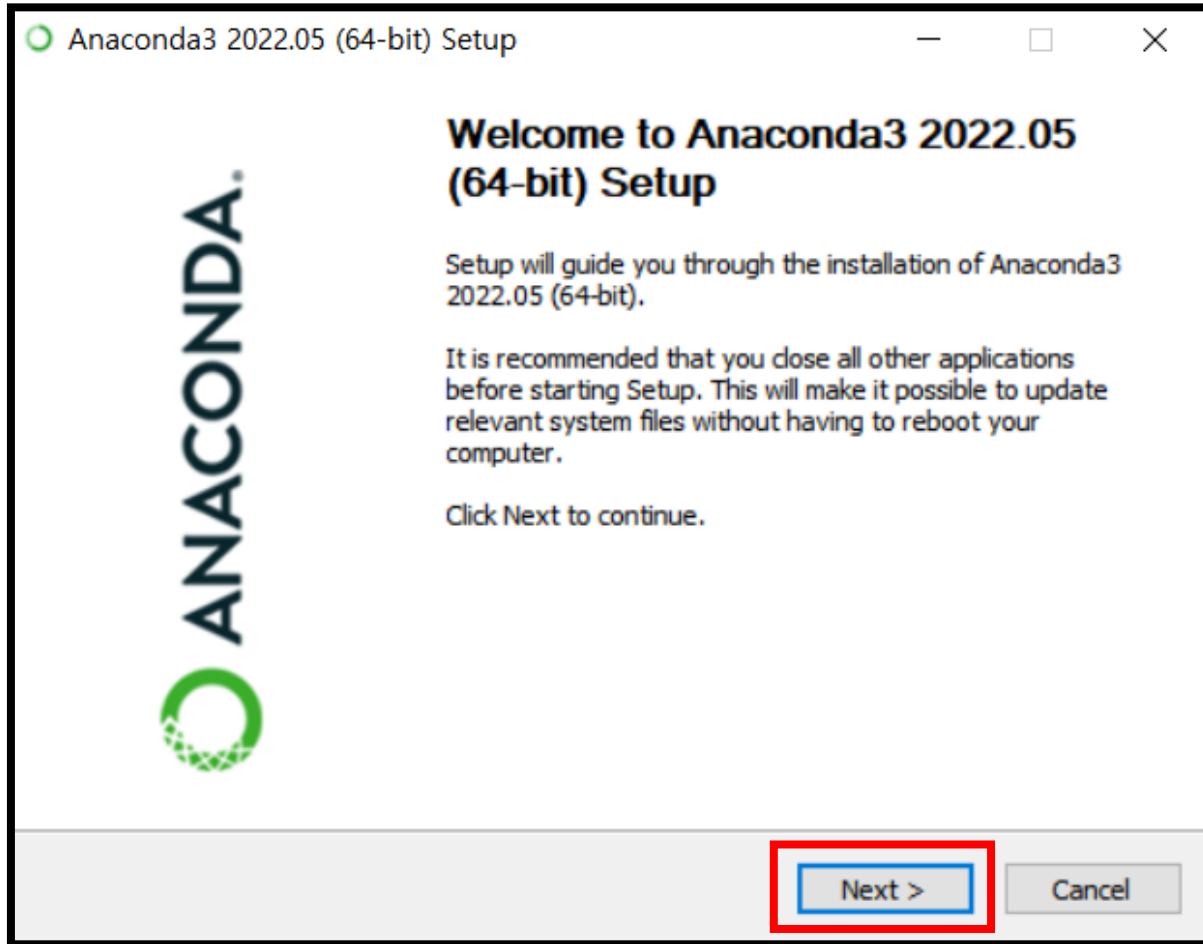 Anaconda3 2022.05 (64-bit) Setup
Welcome to Anaconda3 2022.05
(64-bit) Setup
Setup will guide you through the installation of Anaconda3
2022.05 (64-bit).
It is recommended that you close all other applications
before starting Setup. This will make it possible to update
relevant system files without having to reboot your
computer.
Click Next to continue.
ANACONDA.
Next >
Cancel